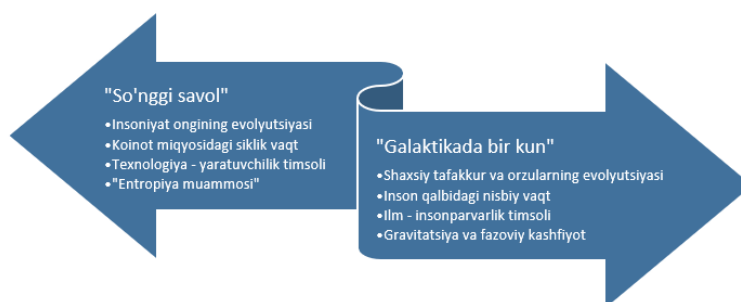 "So'nggi savol"
•Insoniyat ongining evolyutsiyasi
•Koinot miqyosidagi siklik vaqt
•Texnologiya - yaratuvchilik timsoli
•"Entropiya muammosi"
"Galaktikada bir kun"
•Shaxsiy tafakkur va orzularning evolyutsiyasi
•Inson qalbidagi nisbiy vaqt
•Ilm - insonparvarlik timsoli
•Gravitatsiya va fazoviy kashfiyot